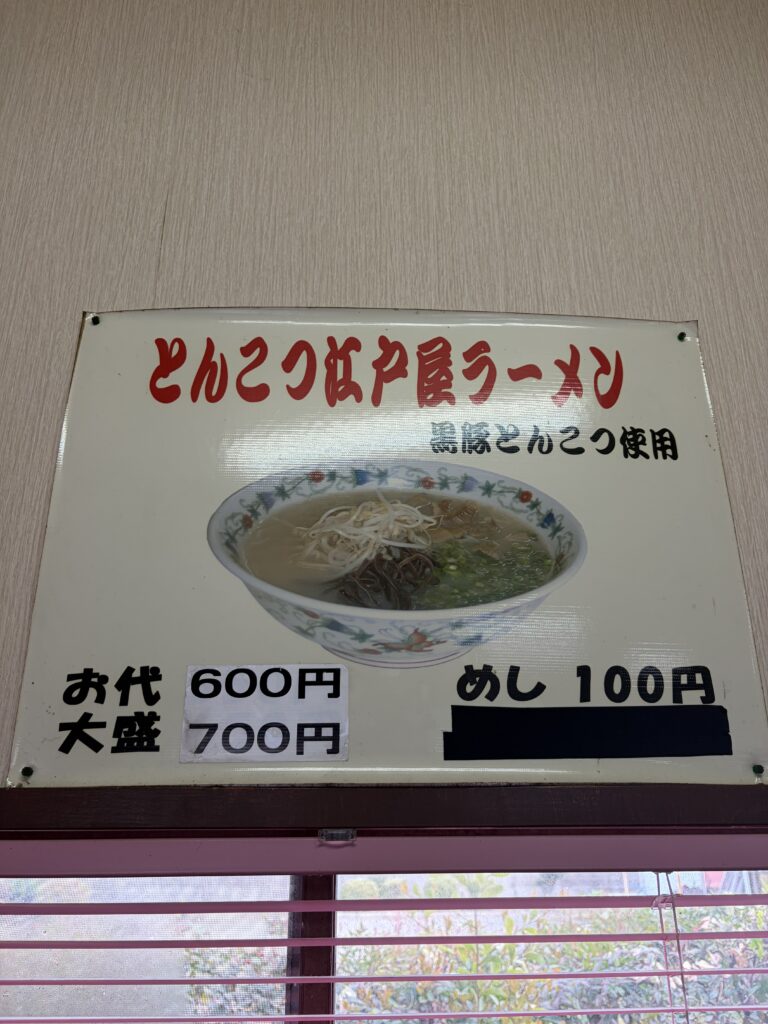 とんこつ江戸屋ラーメン
黒豚とんこつ使用
お代 600円
大盛 700円
めし 100円